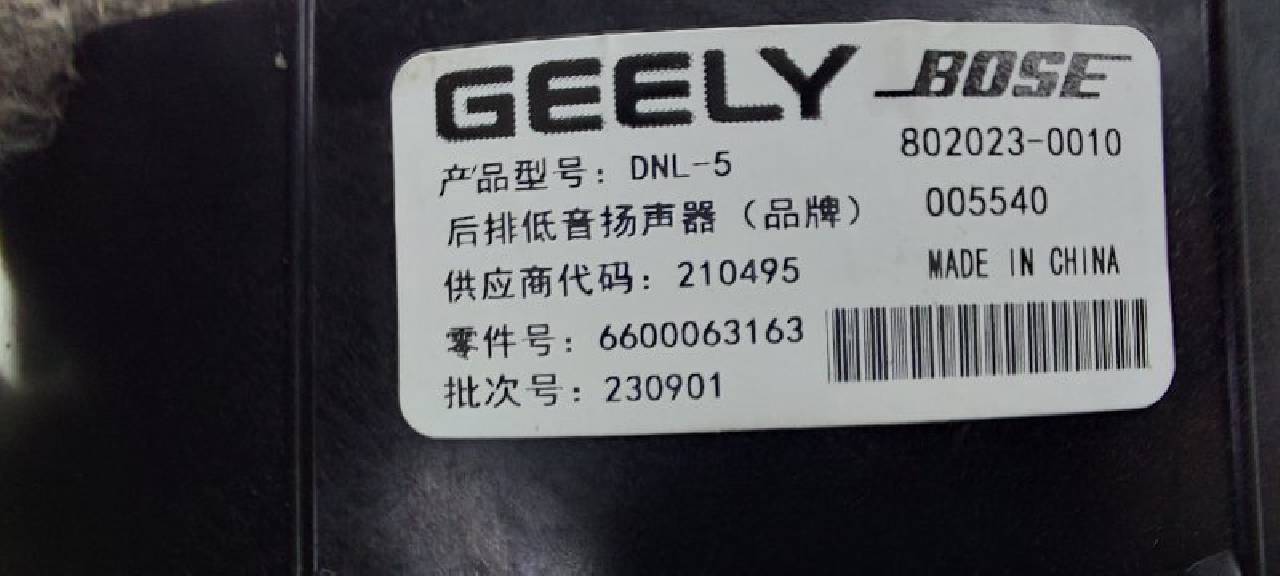 GEELY BOSE
802023-0010
产品型号：DNL-5
005540
后排低音扬声器（品牌）
MADE IN CHINA
供应商代码：210495
零件号：6600063163
批次号：230901